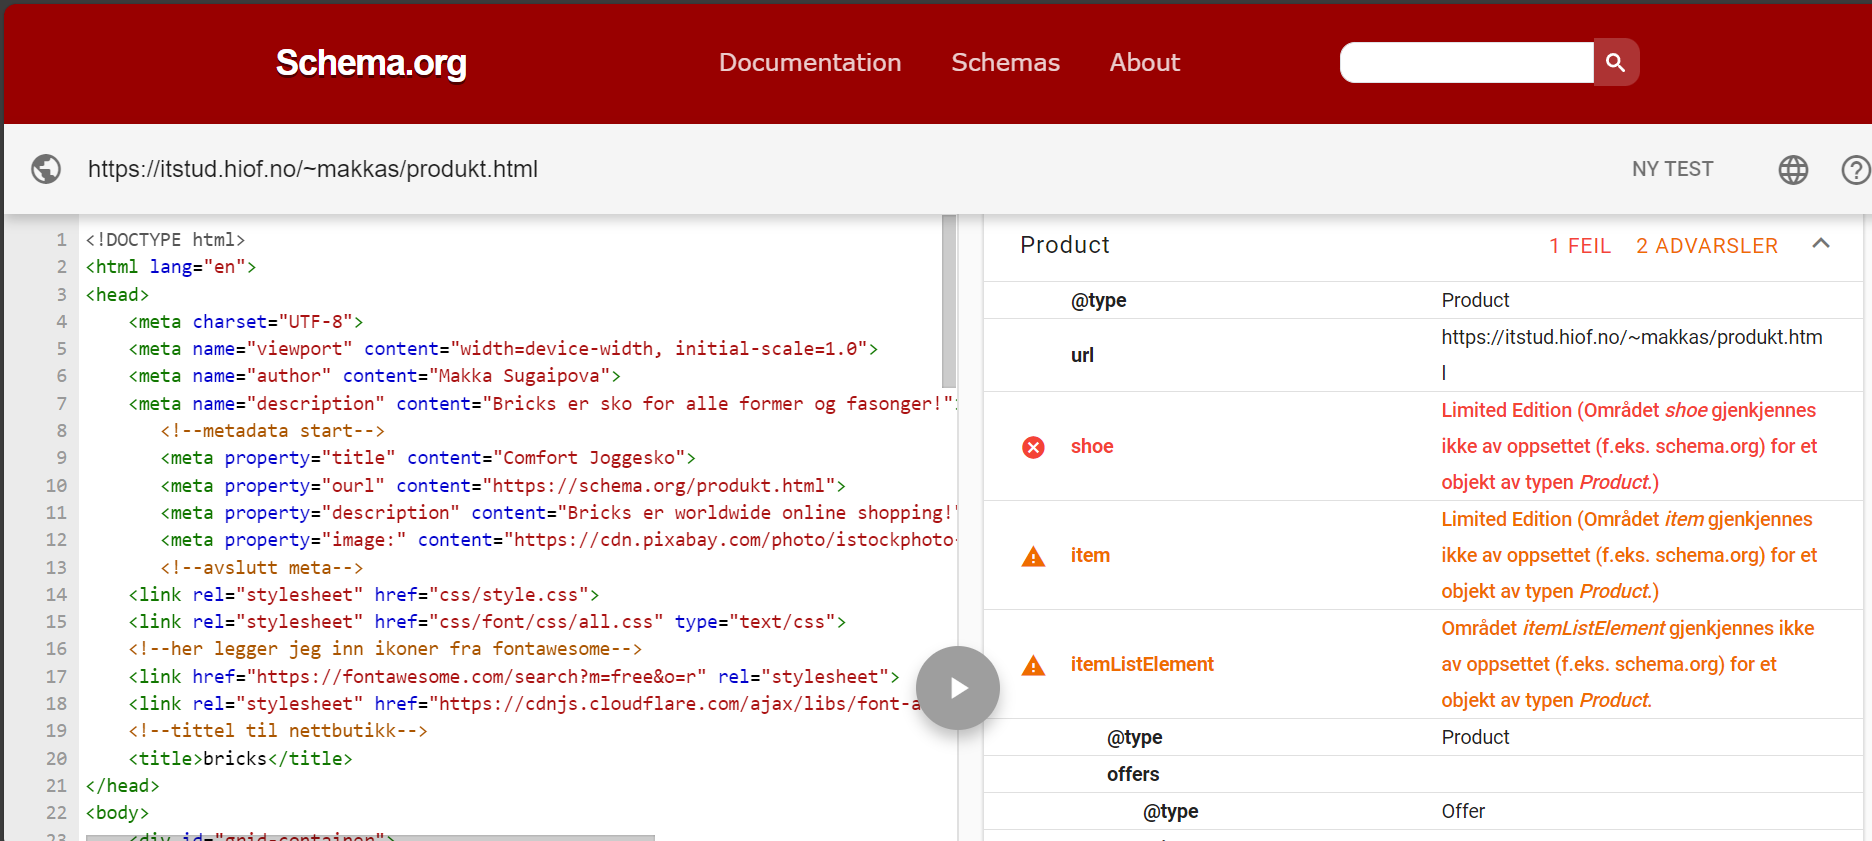 Schema.org
Documentation Schemas About
https://itstud.hiof.no/~makkas/produkt.html
NY TEST
1 <!DOCTYPE html>
2 <html lang="en">
3 <head>
4 <meta charset="UTF-8">
5 <meta name="viewport" content="width=device-width, initial-scale=1.0">
6 <meta name="author" content="Makka Sugaipova">
7 <meta name="description" content="Bricks er sko for alle former og fasonger!"
8 <!--metadata start-->
9 <meta property="title" content="Comfort Joggesko">
10 <meta property="ourl" content="https://schema.org/produkt.html">
11 <meta property="description" content="Bricks er worldwide online shopping!"
12 <meta property="image:" content="https://cdn.pixabay.com/photo/istockphoto-
13 <!--avslutt meta-->
14 <link rel="stylesheet" href="css/style.css">
15 <link rel="stylesheet" href="css/font/css/all.css" type="text/css">
16 <!--her legger jeg inn ikoner fra fontawesome-->
17 <link href="https://fontawesome.com/search?m=free&o=r" rel="stylesheet">
18 <link rel="stylesheet" href="https://cdnjs.cloudflare.com/ajax/libs/font-a
19 <!--tittel til nettbutikk-->
20 <title>bricks</title>
21 </head>
22 <body>
23 <div id="grid-container">
Product 1 FEIL 2 ADVARSLER
@type Product
url https://itstud.hiof.no/~makkas/produkt.htm
l
shoe Limited Edition (Området shoe gjenkjennes
ikke av oppsettet (f.eks. schema.org) for et
objekt av typen Product.)
item Limited Edition (Området item gjenkjennes
ikke av oppsettet (f.eks. schema.org) for et
objekt av typen Product.)
itemListElement Området itemListElement gjenkjennes ikke
av oppsettet (f.eks. schema.org) for et
objekt av typen Product.
@type Product
offers
@type Offer